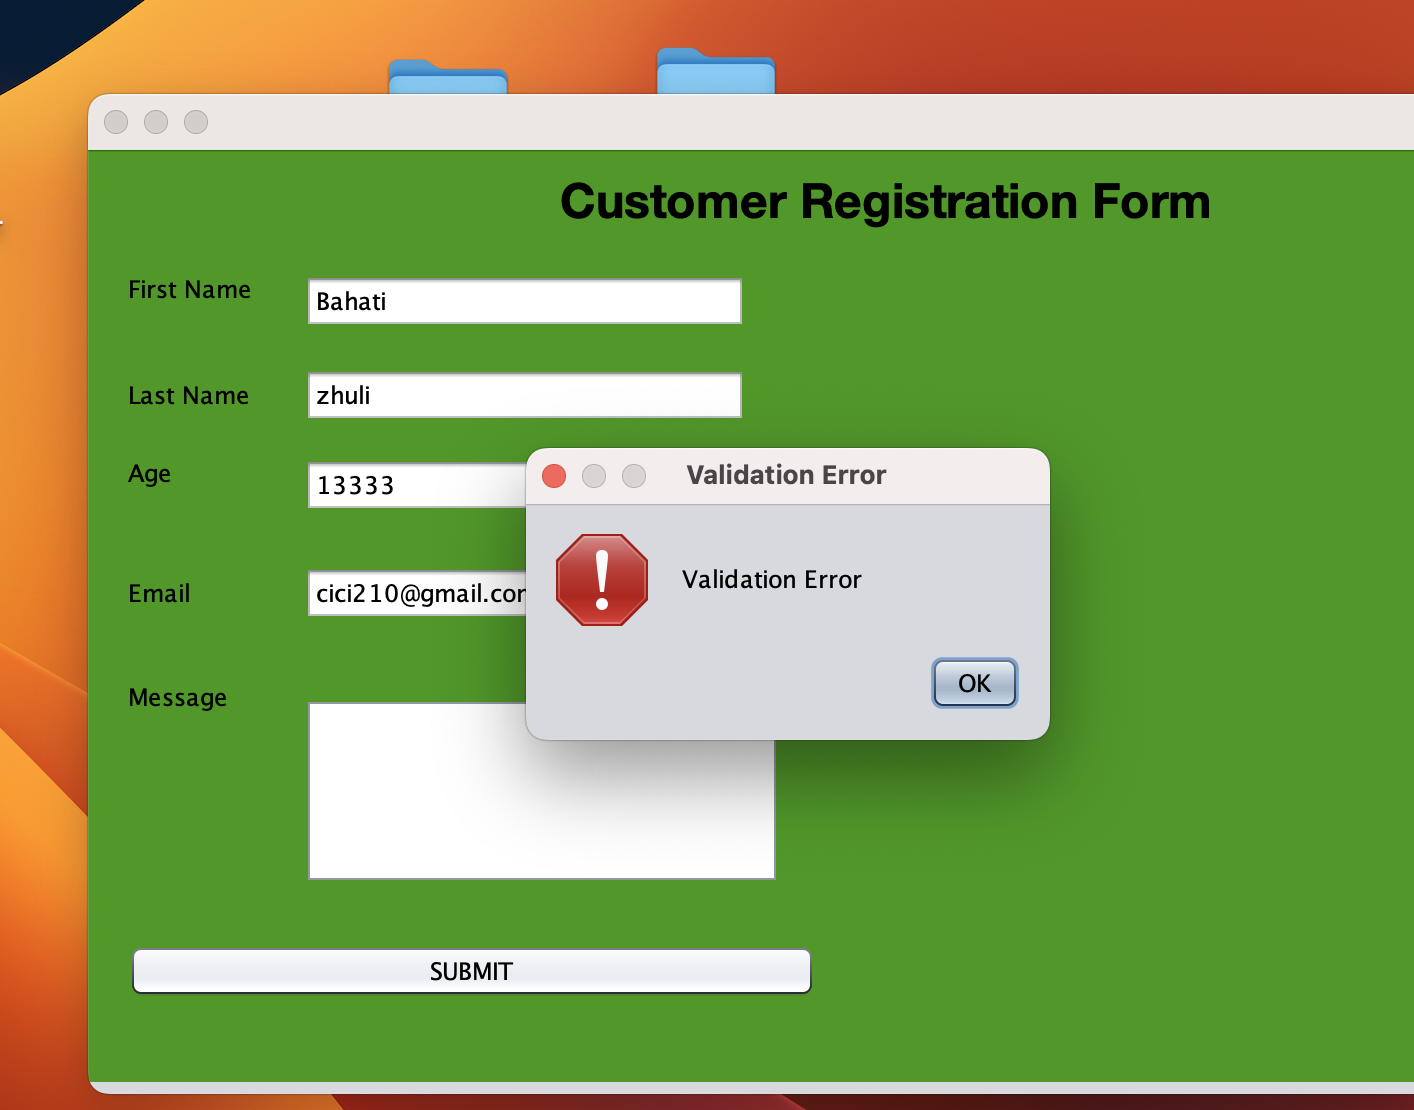 Customer Registration Form
First Name
Bahati
Last Name
zhuli
Age
13333
Validation Error
Validation Error
OK
Email
cici210@gmail.con
Message
SUBMIT